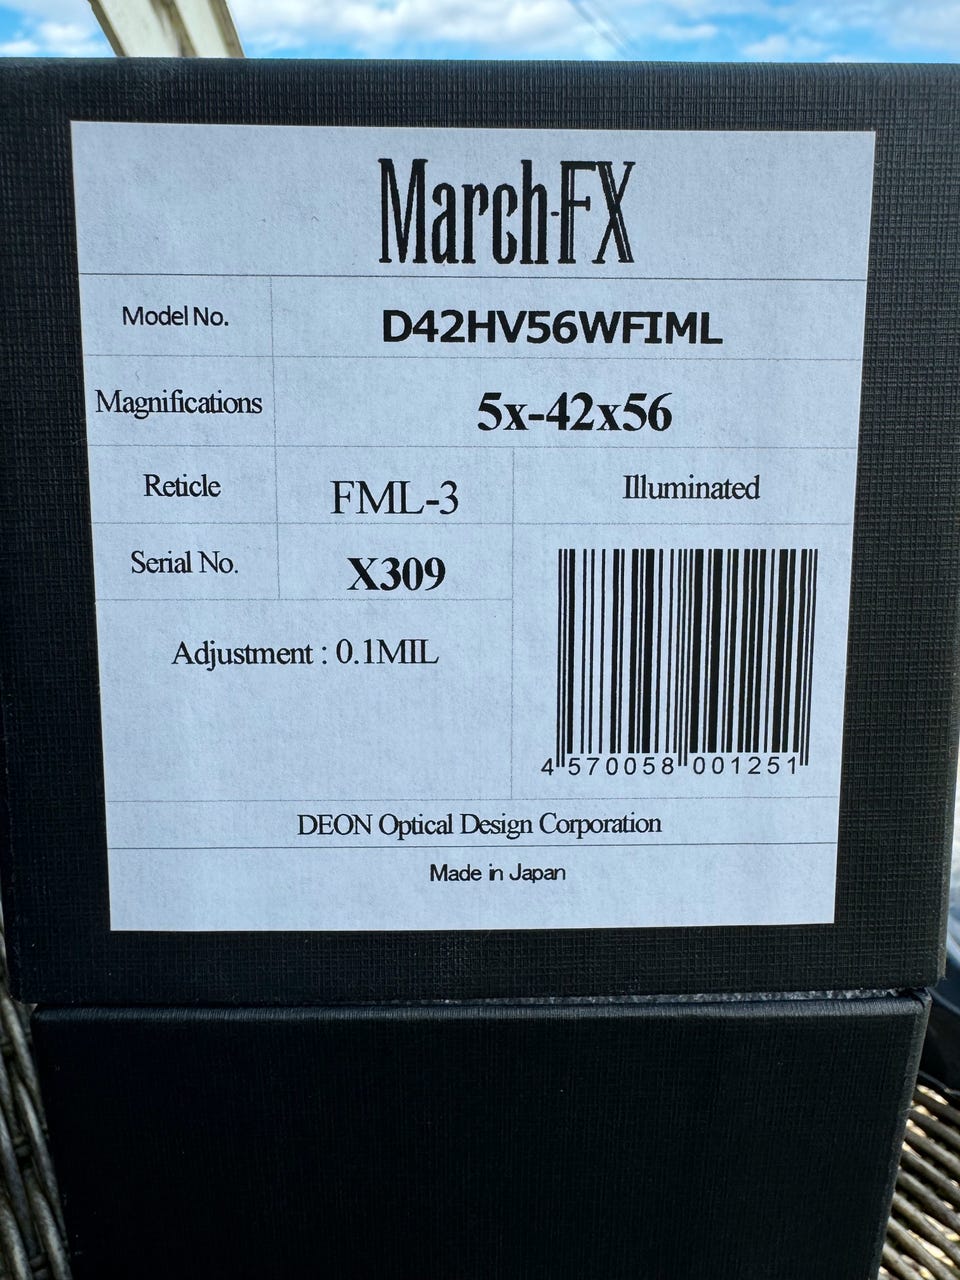 March-FX
Model No. D42HV56WFIML
Magnifications 5x-42x56
Reticle FML-3 Illuminated
Serial No. X309
Adjustment : 0.1MIL
4 570058 001251
DEON Optical Design Corporation
Made in Japan